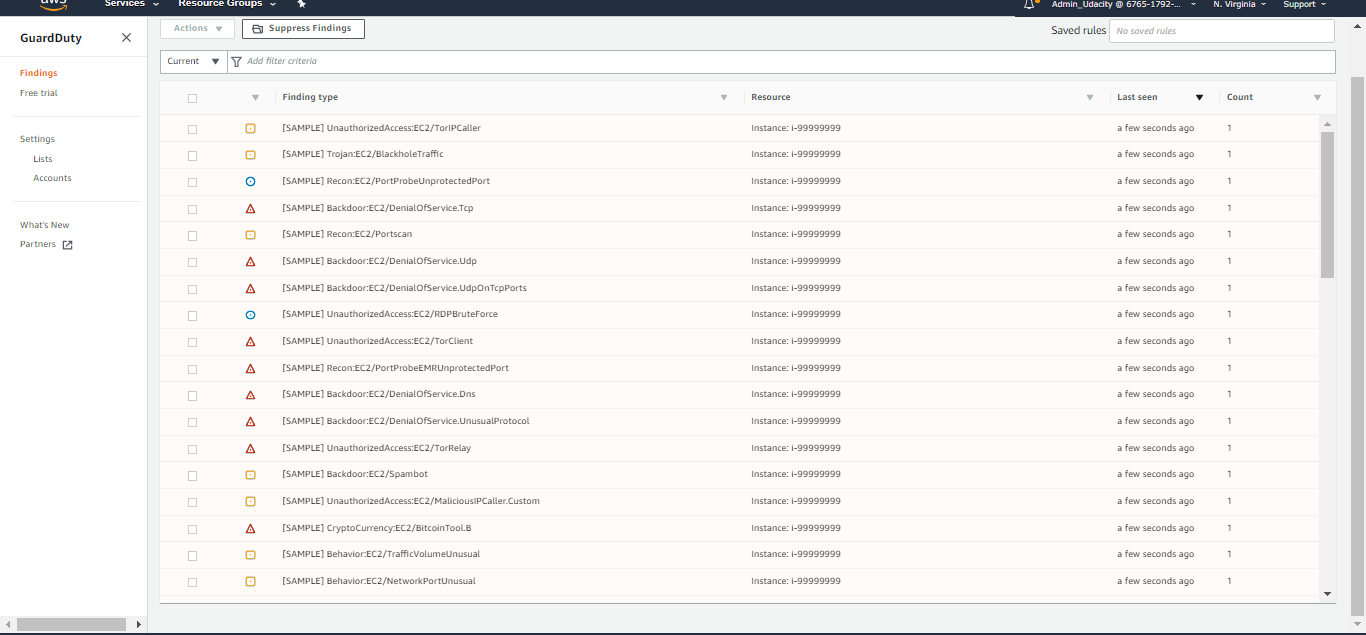 aws
Services
Resource Groups
Admin_Udacity @ 6765-1792-...
N. Virginia
Support
GuardDuty
Findings
Free trial
Settings
Lists
Accounts
What's New
Partners
Actions
Suppress Findings
Saved rules
No saved rules
Current
Add filter criteria
Finding type Resource Last seen Count
[SAMPLE] UnauthorizedAccess:EC2/TorIPCaller Instance: i-99999999 a few seconds ago 1
[SAMPLE] Trojan:EC2/BlackholeTraffic Instance: i-99999999 a few seconds ago 1
[SAMPLE] Recon:EC2/PortProbeUnprotectedPort Instance: i-99999999 a few seconds ago 1
[SAMPLE] Backdoor:EC2/DenialOfService.Tcp Instance: i-99999999 a few seconds ago 1
[SAMPLE] Recon:EC2/Portscan Instance: i-99999999 a few seconds ago 1
[SAMPLE] Backdoor:EC2/DenialOfService.Udp Instance: i-99999999 a few seconds ago 1
[SAMPLE] Backdoor:EC2/DenialOfService.UdpOnTcpPorts Instance: i-99999999 a few seconds ago 1
[SAMPLE] UnauthorizedAccess:EC2/RDPBruteForce Instance: i-99999999 a few seconds ago 1
[SAMPLE] UnauthorizedAccess:EC2/TorClient Instance: i-99999999 a few seconds ago 1
[SAMPLE] Recon:EC2/PortProbeEMRUnprotectedPort Instance: i-99999999 a few seconds ago 1
[SAMPLE] Backdoor:EC2/DenialOfService.Dns Instance: i-99999999 a few seconds ago 1
[SAMPLE] Backdoor:EC2/DenialOfService.UnusualProtocol Instance: i-99999999 a few seconds ago 1
[SAMPLE] UnauthorizedAccess:EC2/TorRelay Instance: i-99999999 a few seconds ago 1
[SAMPLE] Backdoor:EC2/Spambot Instance: i-99999999 a few seconds ago 1
[SAMPLE] UnauthorizedAccess:EC2/MaliciousIPCaller.Custom Instance: i-99999999 a few seconds ago 1
[SAMPLE] CryptoCurrency:EC2/BitcoinTool.B Instance: i-99999999 a few seconds ago 1
[SAMPLE] Behavior:EC2/TrafficVolumeUnusual Instance: i-99999999 a few seconds ago 1
[SAMPLE] Behavior:EC2/NetworkPortUnusual Instance: i-99999999 a few seconds ago 1